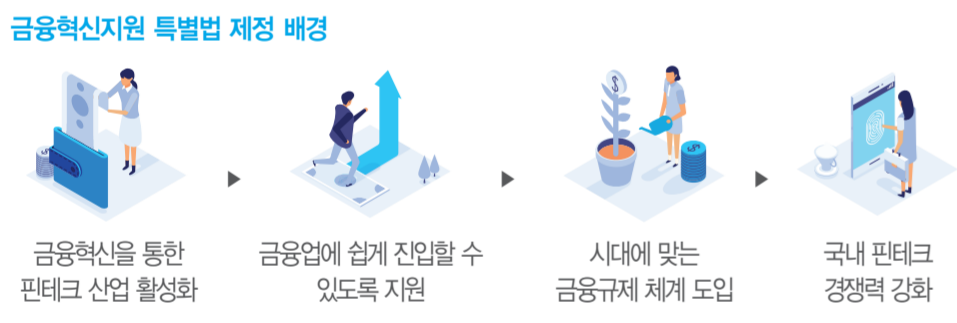 금융혁신지원 특별법 제정 배경
금융혁신을 통한
핀테크 산업 활성화
금융업에 쉽게 진입할 수
있도록 지원
시대에 맞는
금융규제 체계 도입
국내 핀테크
경쟁력 강화